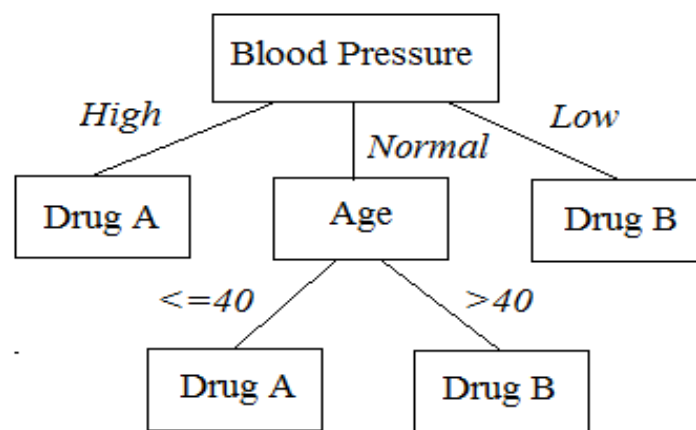 Blood Pressure
High
Normal
Low
Drug A
Age
Drug B
<=40
>40
Drug A
Drug B